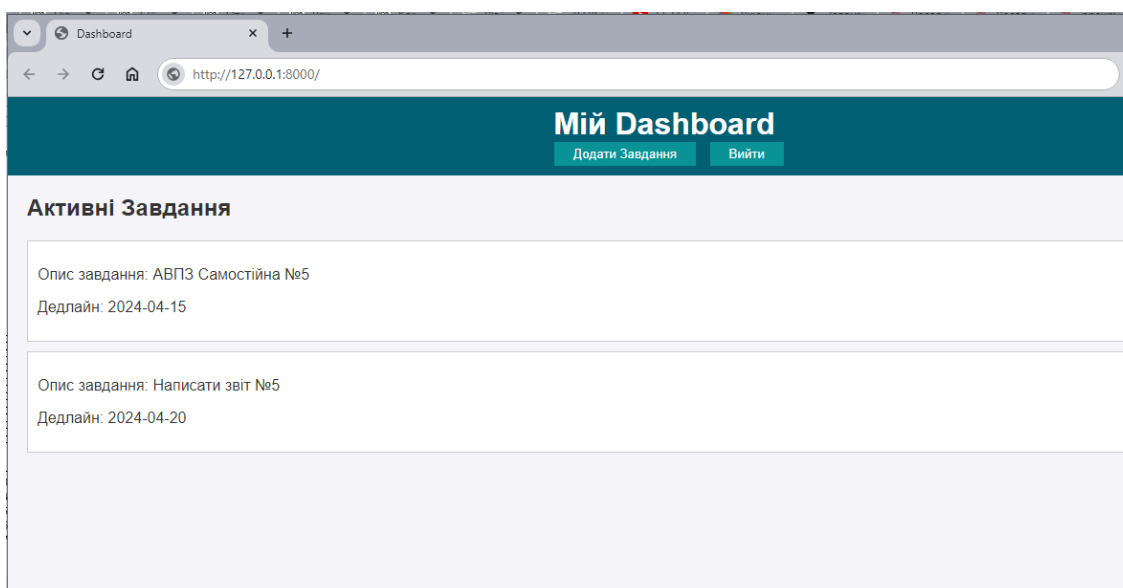 Dashboard
http://127.0.0.1:8000/
Мій Dashboard
Додати Завдання Вийти
Активні Завдання
Опис завдання: АВПЗ Самостійна №5
Дедлайн: 2024-04-15
Опис завдання: Написати звіт №5
Дедлайн: 2024-04-20